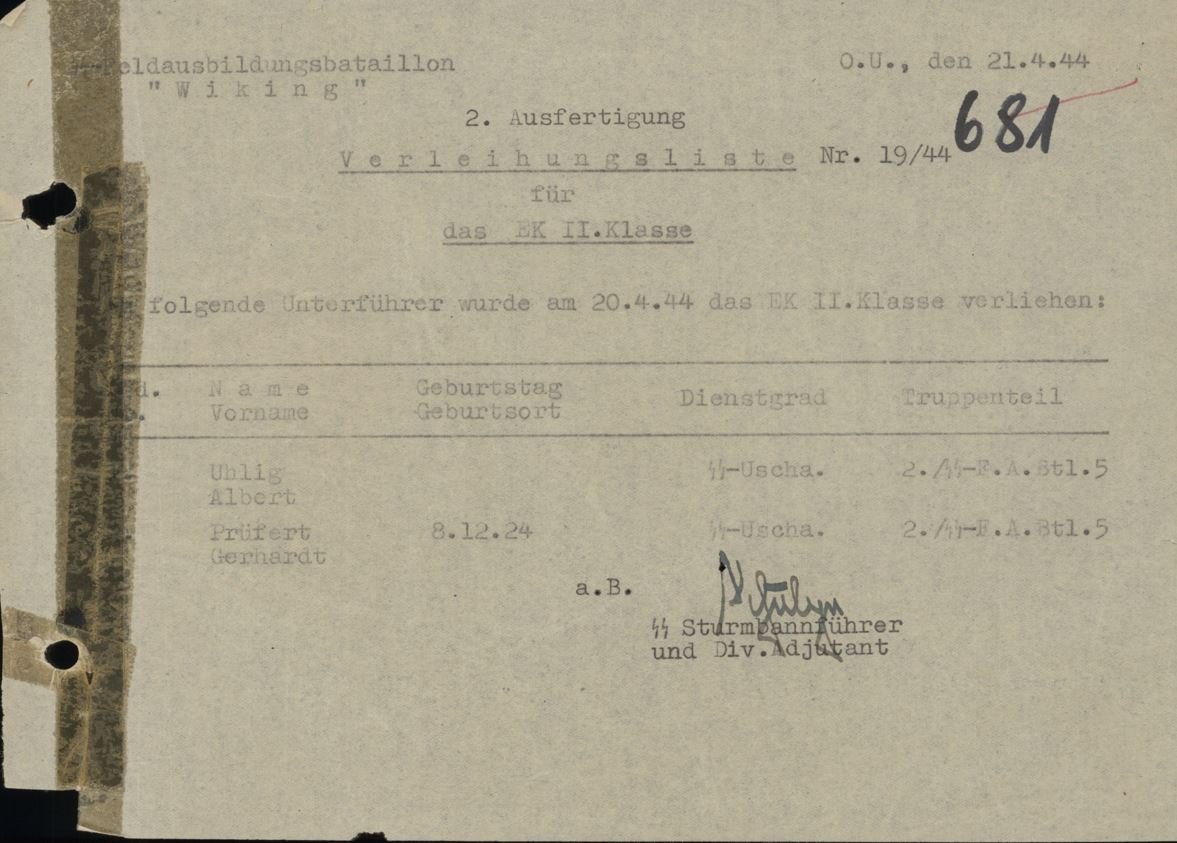 eldausbildungsbataillon
" W i k i n g "
O.U., den 21.4.44
681
2. Ausfertigung
V e r l e i h u n g s l i s t e Nr. 19/44
für
das EK II.Klasse
folgende Unterführer wurde am 20.4.44 das EK II.Klasse verliehen:
d. N a m e Geburtstag Dienstgrad Truppenteil
. Vorname Geburtsort
Uhlig ᛋᛋ-Uscha. 2./ᛋᛋ-F.A.Btl.5
Albert
Prüfert 8.12.24 ᛋᛋ-Uscha. 2./ᛋᛋ-F.A.Btl.5
Gerhardt
a.B.
ᛋᛋ Sturmbannführer
und Div.Adjutant